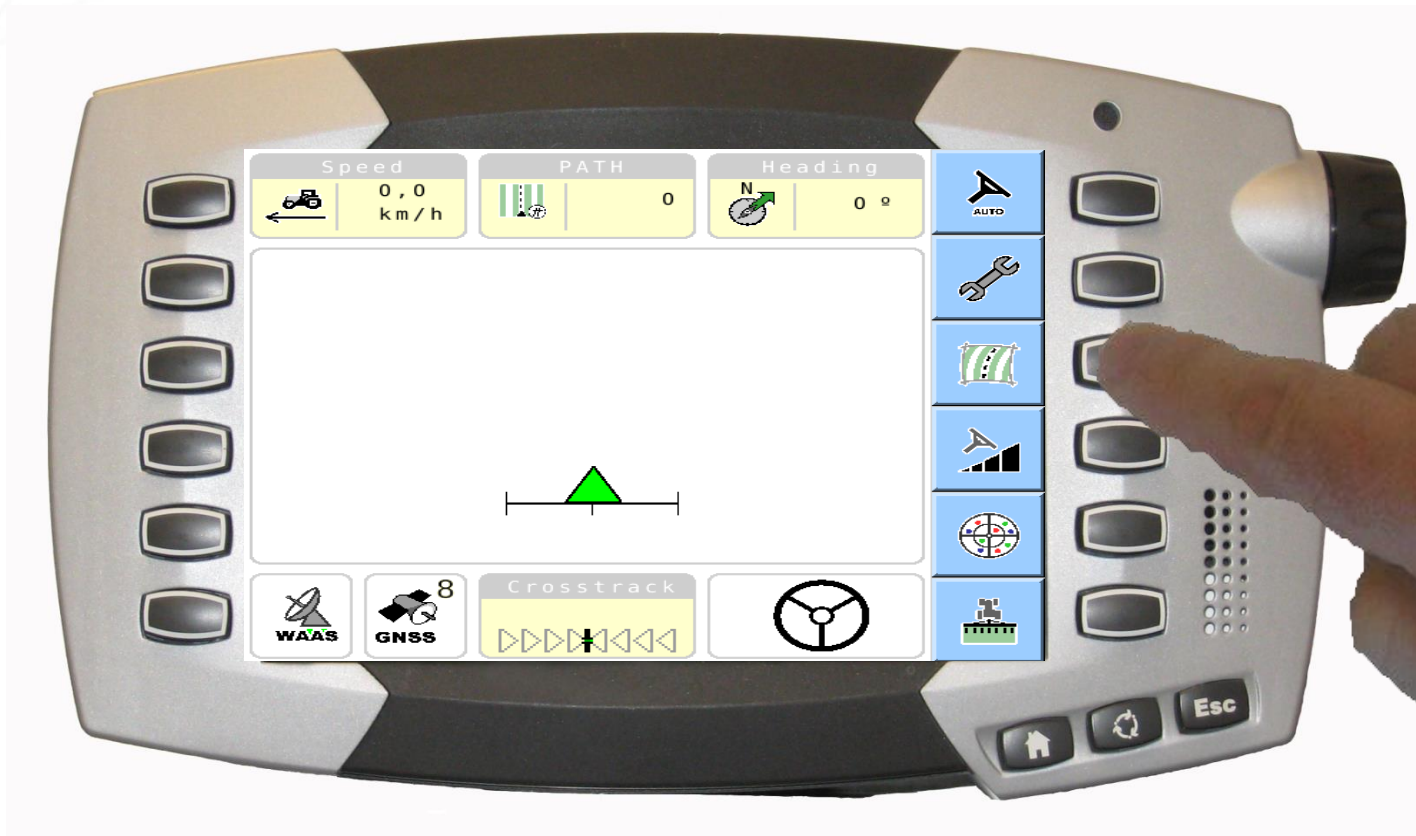 Speed
0,0
km/h
PATH
0
Heading
N
0 º
AUTO
WAAS
8
GNSS
Crosstrack
Esc